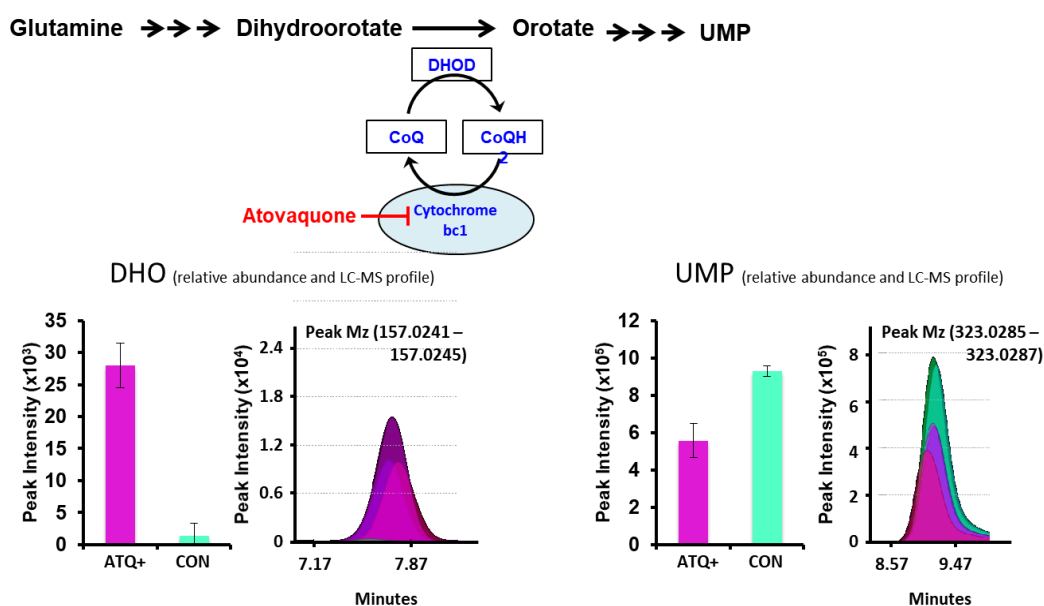 Glutamine Dihydroorotate Orotate UMP
DHOD
CoQ CoQH
2
Atovaquone Cytochrome
bc1
DHO (relative abundance and LC-MS profile)
UMP (relative abundance and LC-MS profile)
Peak Intensity (x10³)
35
30
25
20
15
10
5
0
ATQ+ CON
Peak Intensity (x10⁴)
Peak Mz (157.0241 –
157.0245)
2.4
1.8
1.2
0.6
0
7.17 7.87
Minutes
Peak Intensity (x10⁵)
12
10
8
6
4
2
0
ATQ+ CON
Peak Intensity (x10⁵)
Peak Mz (323.0285 –
323.0287)
8
6
4
2
0
8.57 9.47
Minutes